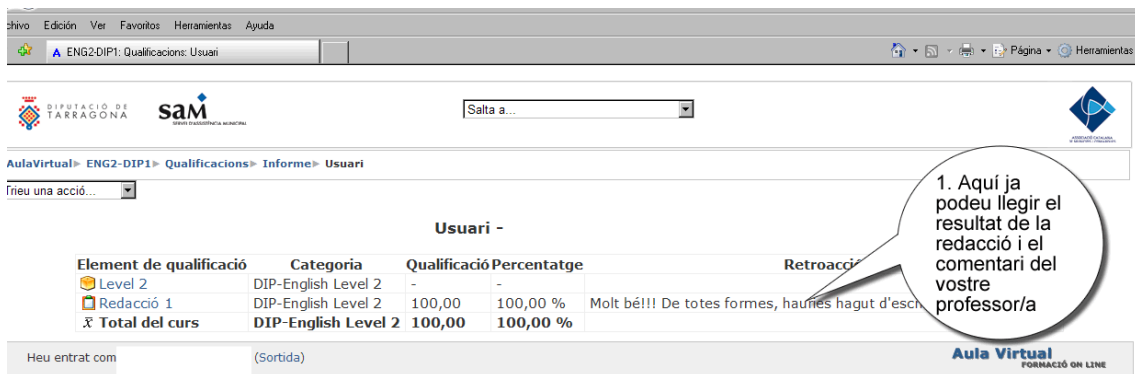 chivo Edición Ver Favoritos Herramientas Ayuda
ENG2-DIP1: Qualificacions: Usuari
Página Herramientas
DIPUTACIÓ DE
TARRAGONA
saM
SERVEI D'ASSISTÈNCIA MUNICIPAL
Salta a...
AulaVirtual ENG2-DIP1 Qualificacions Informe Usuari
Trieu una acció...
1. Aquí ja
podeu llegir el
resultat de la
redacció i el
comentari del
vostre
professor/a
Usuari -
Element de qualificació Categoria Qualificació Percentatge Retroacció
Level 2 DIP-English Level 2 - -
Redacció 1 DIP-English Level 2 100,00 100,00 % Molt bé!!! De totes formes, hauries hagut d'esc
x̄ Total del curs DIP-English Level 2 100,00 100,00 %
Heu entrat com (Sortida)
Aula Virtual
FORMACIÓ ON LINE